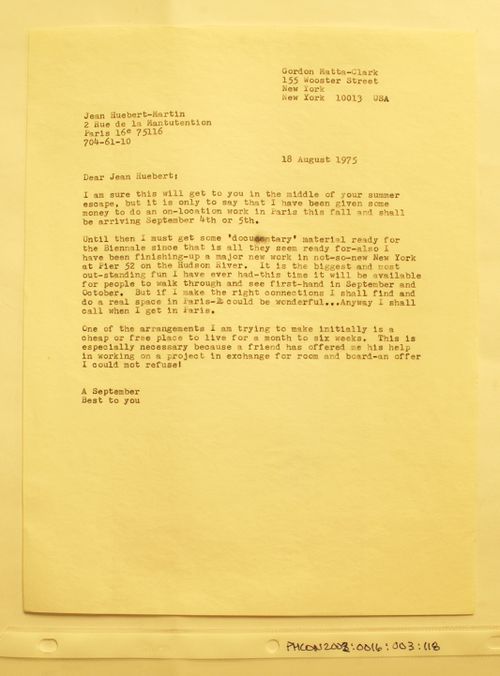 Gordon Matta-Clark
155 Wooster Street
New York
New York 10013 USA
Jean Huebert-Martin
2 Rue de la Mantutention
Paris 16e 75116
704-61-10
18 August 1975
Dear Jean Huebert;
I am sure this will get to you in the middle of your summer
escape, but it is only to say that I have been given some
money to do an on-location work in Paris this fall and shall
be arriving September 4th or 5th.
Until then I must get some "documentary" material ready for
the Biennale since that is all they seem ready for-also I
have been finishing-up a major new work in not-so-new New York
at Pier 52 on the Hudson River. It is the biggest and most
out-standing fun I have ever had-this time it will be available
for people to walk through and see first-hand in September and
October. But if I make the right connections I shall find and
do a real space in Paris-It could be wonderful...Anyway I shall
call when I get in Paris.
One of the arrangements I am trying to make initially is a
cheap or free place to live for a month to six weeks. This is
especially necessary because a friend has offered me his help
in working on a project in exchange for room and board-an offer
I could mot refuse!
A September
Best to you
PHCON2002:0016:003:118